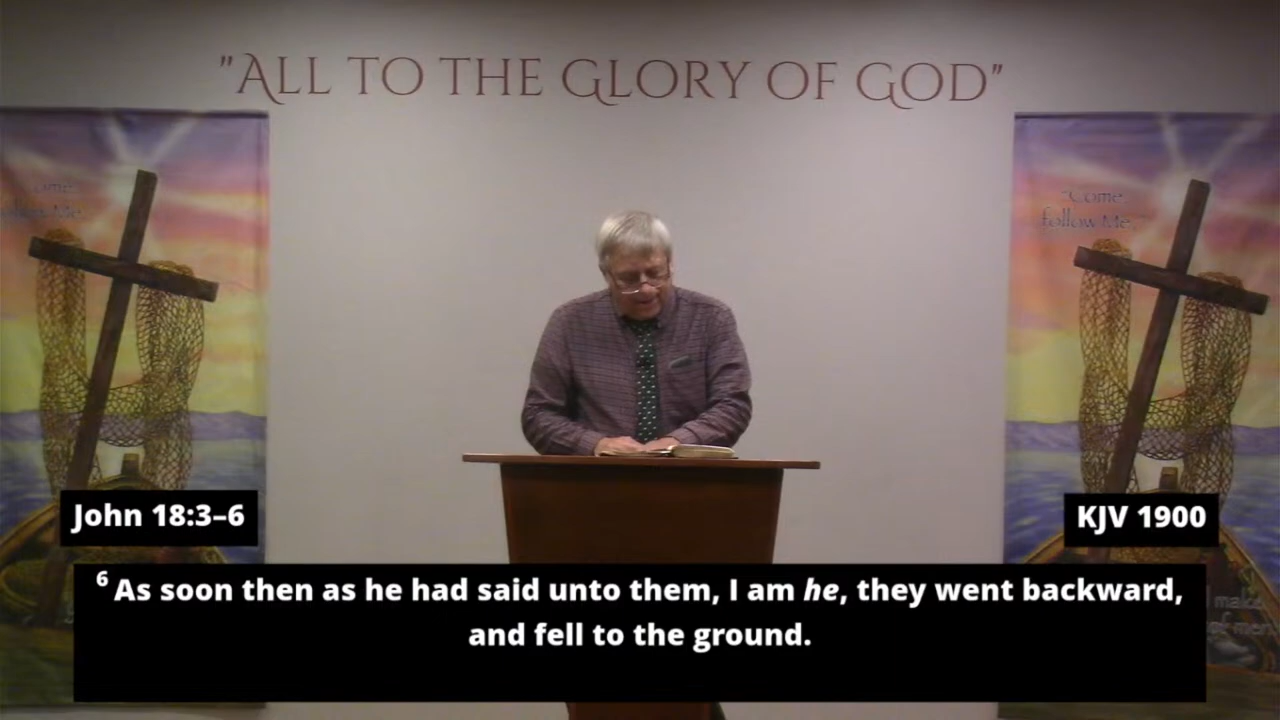 "ALL TO THE GLORY OF GOD"
"Come,
follow Me."
John 18:3–6
KJV 1900
6 As soon then as he had said unto them, I am he, they went backward,
and fell to the ground.